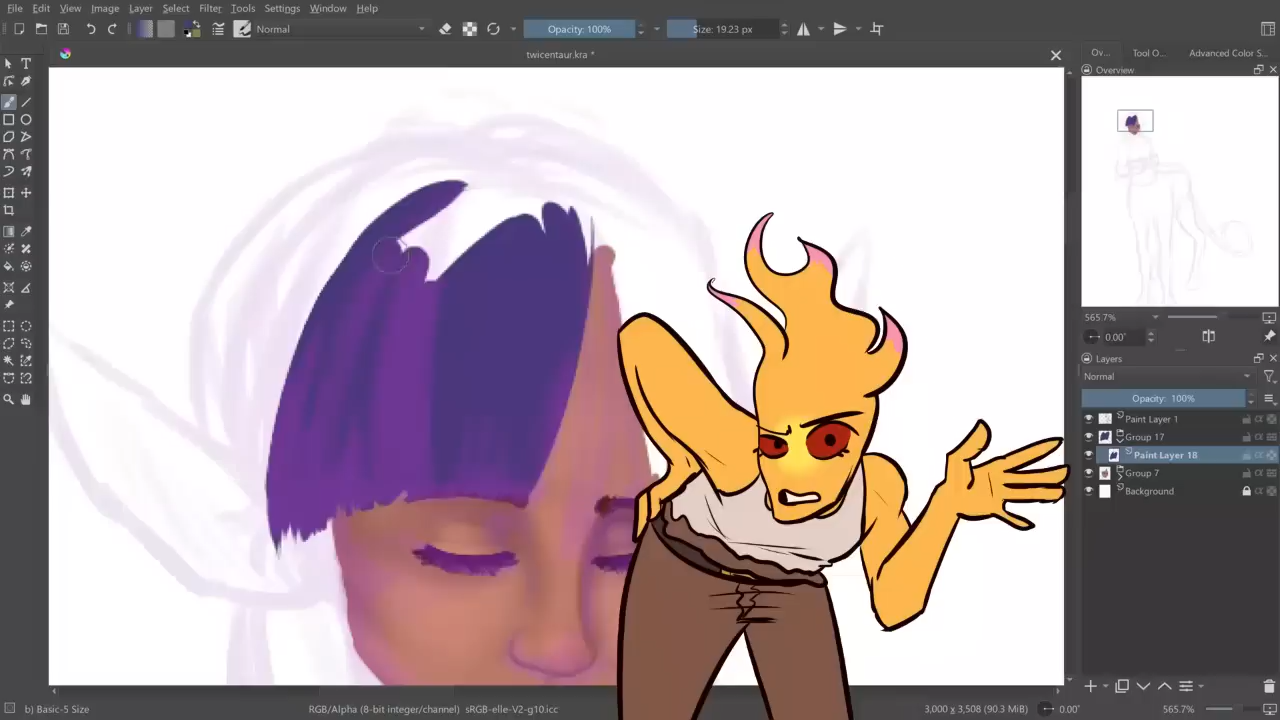 File Edit View Image Layer Select Filter Tools Settings Window Help
Normal Opacity: 100% Size: 19.23 px
twicentaur.kra *
Ov... Tool O... Advanced Color S...
Overview
565.7%
0.00°
Layers
Normal
Opacity: 100%
Paint Layer 1
Group 17
Paint Layer 18
Group 7
Background
b) Basic-5 Size RGB/Alpha (8-bit integer/channel) sRGB-elle-V2-g10.icc 3,000 x 3,508 (90.3 MiB) 0.00° 565.7%